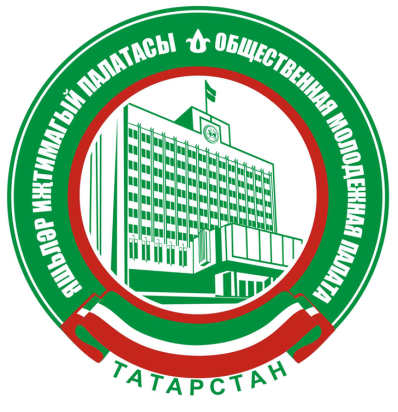 ЯШЬЛӘР ИҖТИМАГЫЙ ПАЛАТАСЫ
ОБЩЕСТВЕННАЯ МОЛОДЕЖНАЯ ПАЛАТА
ТАТАРСТАН